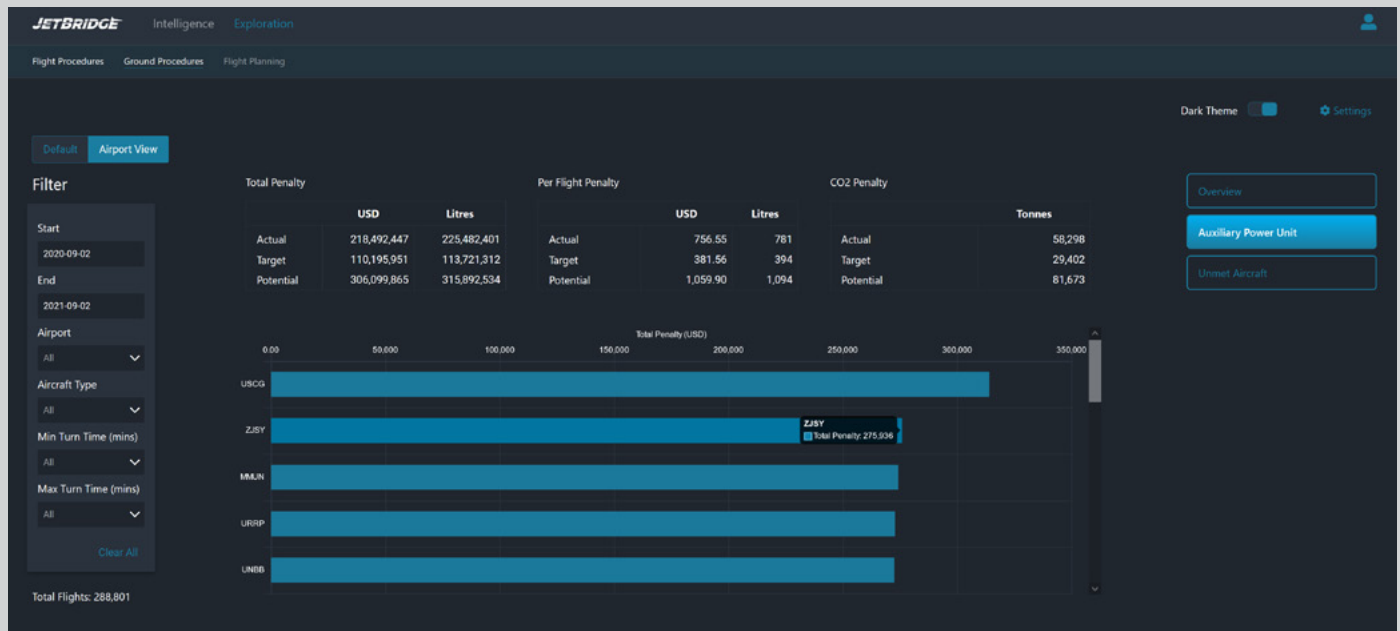 JETBRIDGE Intelligence Exploration
Flight Procedures Ground Procedures Flight Planning
Dark Theme Settings
Default Airport View
Filter
Start
2020-09-02
End
2021-09-02
Airport
All
Aircraft Type
All
Min Turn Time (mins)
All
Max Turn Time (mins)
All
Clear All
Total Flights: 288,801
Total Penalty
USD Litres
Actual 218,492,447 225,482,401
Target 110,195,951 113,721,312
Potential 306,099,865 315,892,534
Per Flight Penalty
USD Litres
Actual 756.55 781
Target 381.56 394
Potential 1,059.90 1,094
CO2 Penalty
Tonnes
Actual 58,298
Target 29,402
Potential 81,673
Total Penalty (USD)
0.00 50,000 100,000 150,000 200,000 250,000 300,000 350,000
USCG
ZJSY
ZJSY
Total Penalty: 275,936
MMUN
URRP
UNBB
Overview
Auxiliary Power Unit
Unmet Aircraft